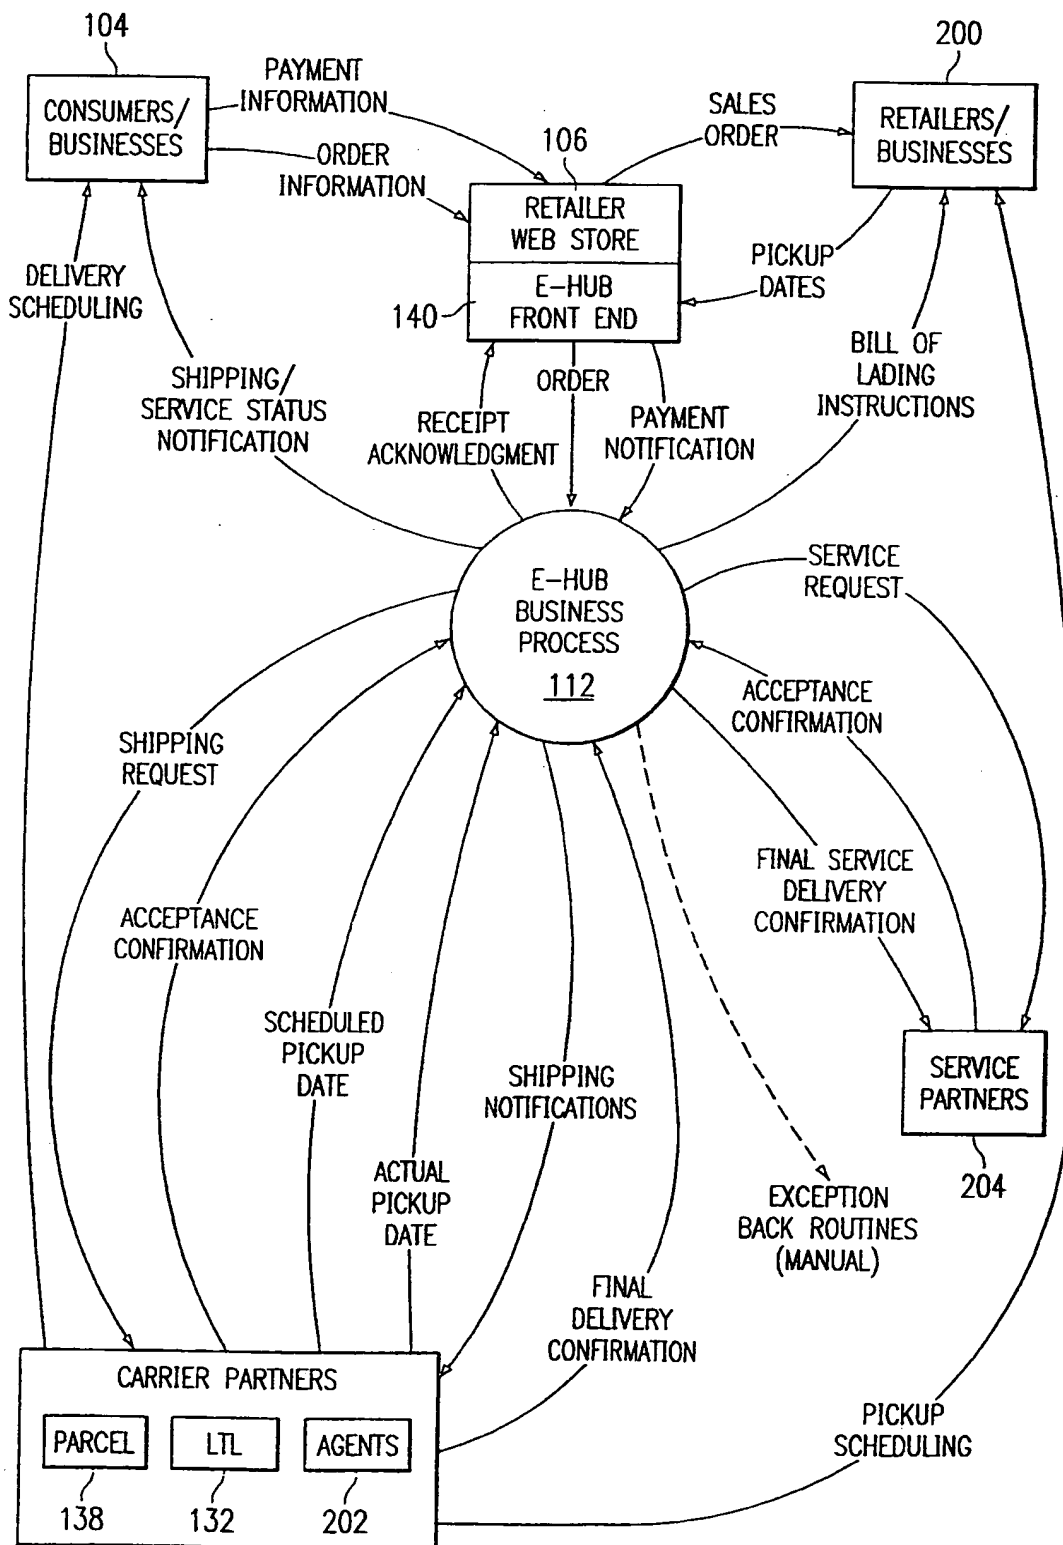 104
CONSUMERS/
BUSINESSES
PAYMENT
INFORMATION
ORDER
INFORMATION
106
RETAILER
WEB STORE
E-HUB
FRONT END
140
SALES
ORDER
200
RETAILERS/
BUSINESSES
PICKUP
DATES
DELIVERY
SCHEDULING
SHIPPING/
SERVICE STATUS
NOTIFICATION
RECEIPT
ACKNOWLEDGMENT
ORDER
PAYMENT
NOTIFICATION
BILL OF
LADING
INSTRUCTIONS
E-HUB
BUSINESS
PROCESS
112
SERVICE
REQUEST
ACCEPTANCE
CONFIRMATION
SHIPPING
REQUEST
FINAL SERVICE
DELIVERY
CONFIRMATION
ACCEPTANCE
CONFIRMATION
SCHEDULED
PICKUP
DATE
SHIPPING
NOTIFICATIONS
SERVICE
PARTNERS
204
ACTUAL
PICKUP
DATE
EXCEPTION
BACK ROUTINES
(MANUAL)
FINAL
DELIVERY
CONFIRMATION
CARRIER PARTNERS
PARCEL
LTL
AGENTS
138
132
202
PICKUP
SCHEDULING